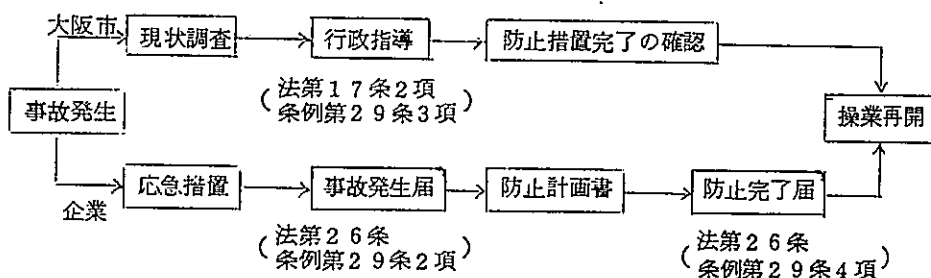 大阪市
現状調査
行政指導
防止措置完了の確認
(法第17条2項
条例第29条3項)
事故発生
操業再開
応急措置
事故発生届
防止計画書
防止完了届
企業
(法第26条
条例第29条2項)
(法第26条
条例第29条4項)